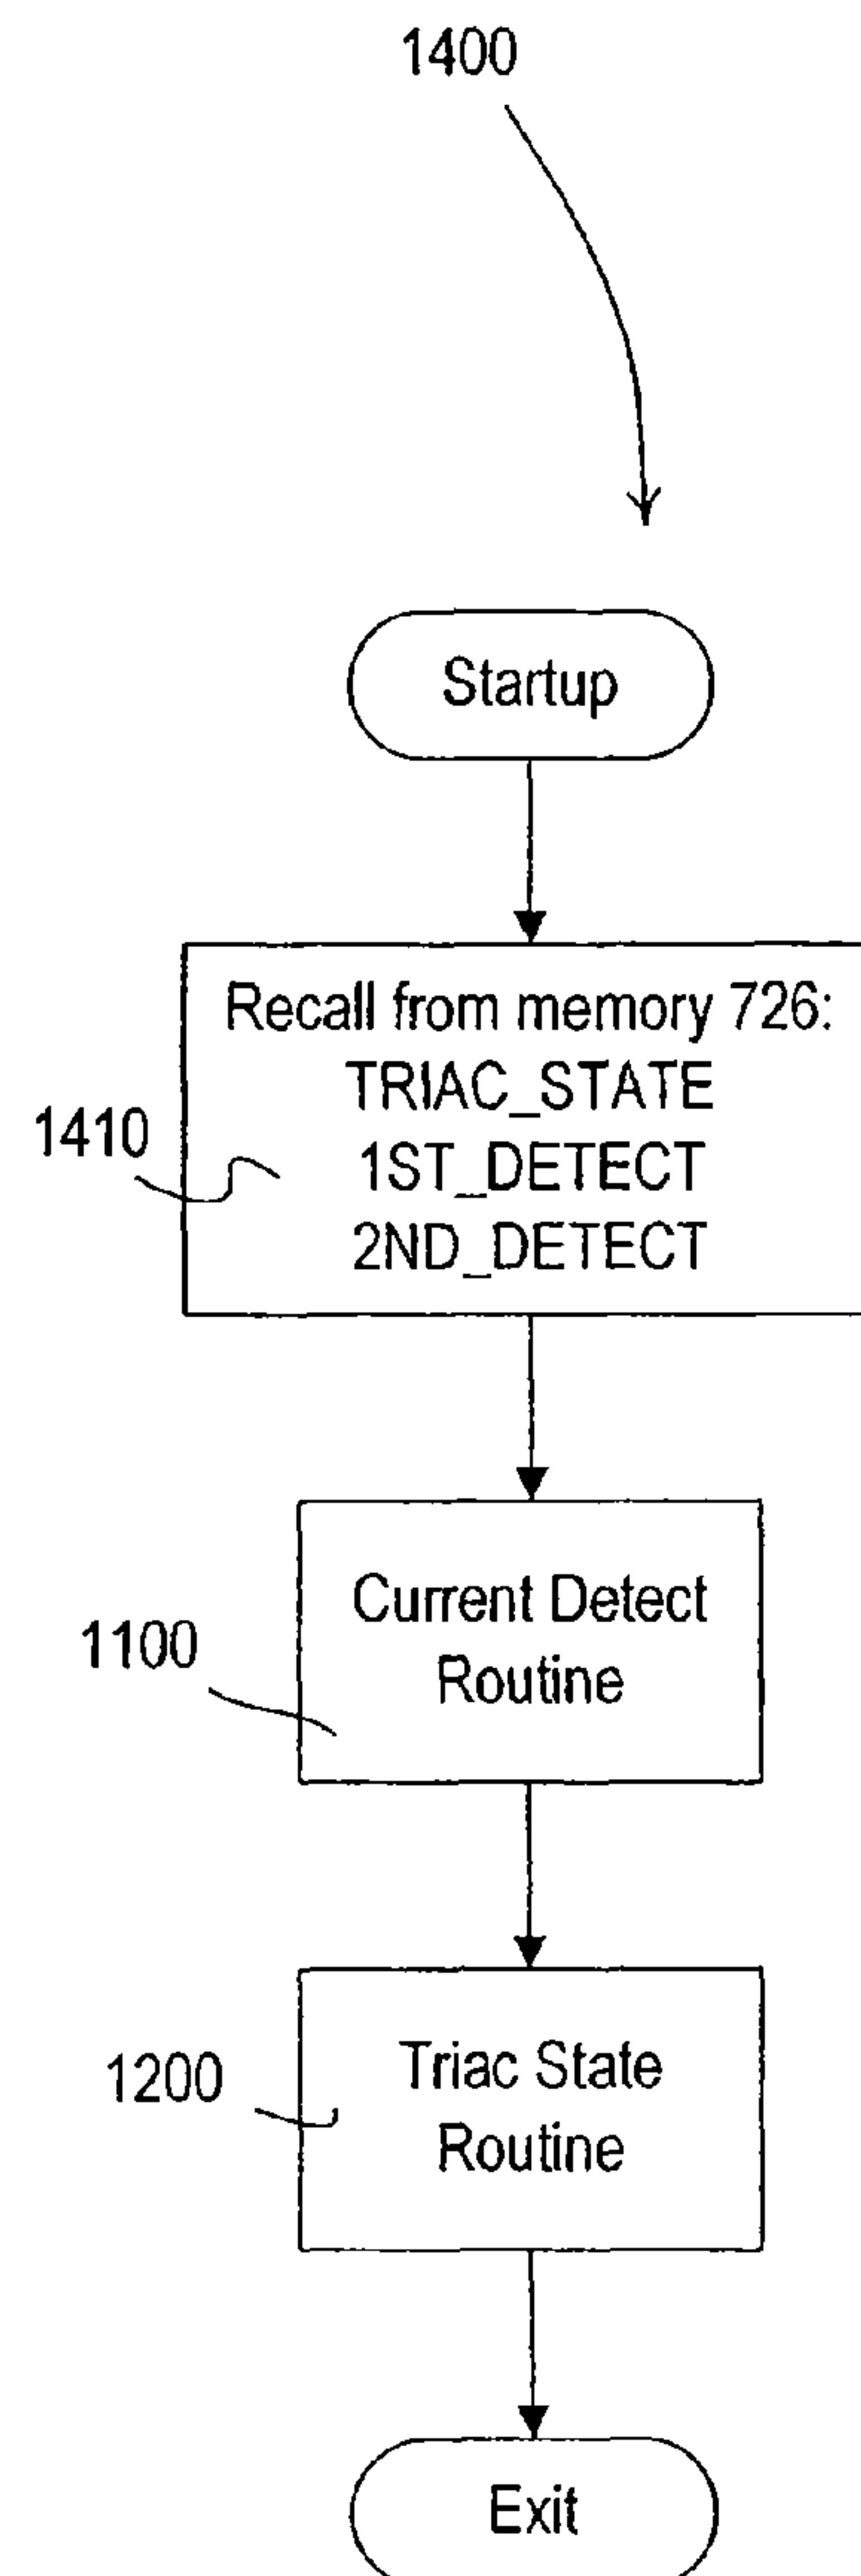 1400
Startup
Recall from memory 726:
TRIAC_STATE
1ST_DETECT
2ND_DETECT
1410
Current Detect
Routine
1100
Triac State
Routine
1200
Exit